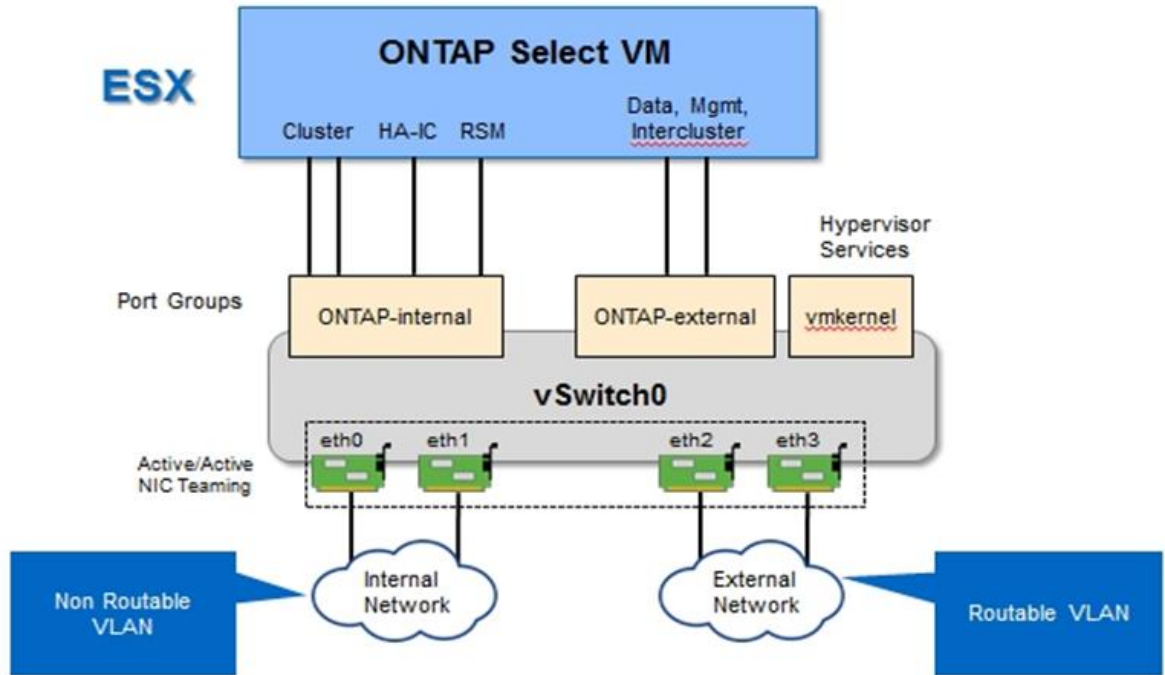 ONTAP Select VM
ESX
Cluster HA-IC RSM
Data, Mgmt,
Intercluster
Hypervisor
Services
Port Groups
ONTAP-internal
ONTAP-external
vmkernel
vSwitch0
eth0
eth1
eth2
eth3
Active/Active
NIC Teaming
Internal
Network
External
Network
Non Routable
VLAN
Routable VLAN